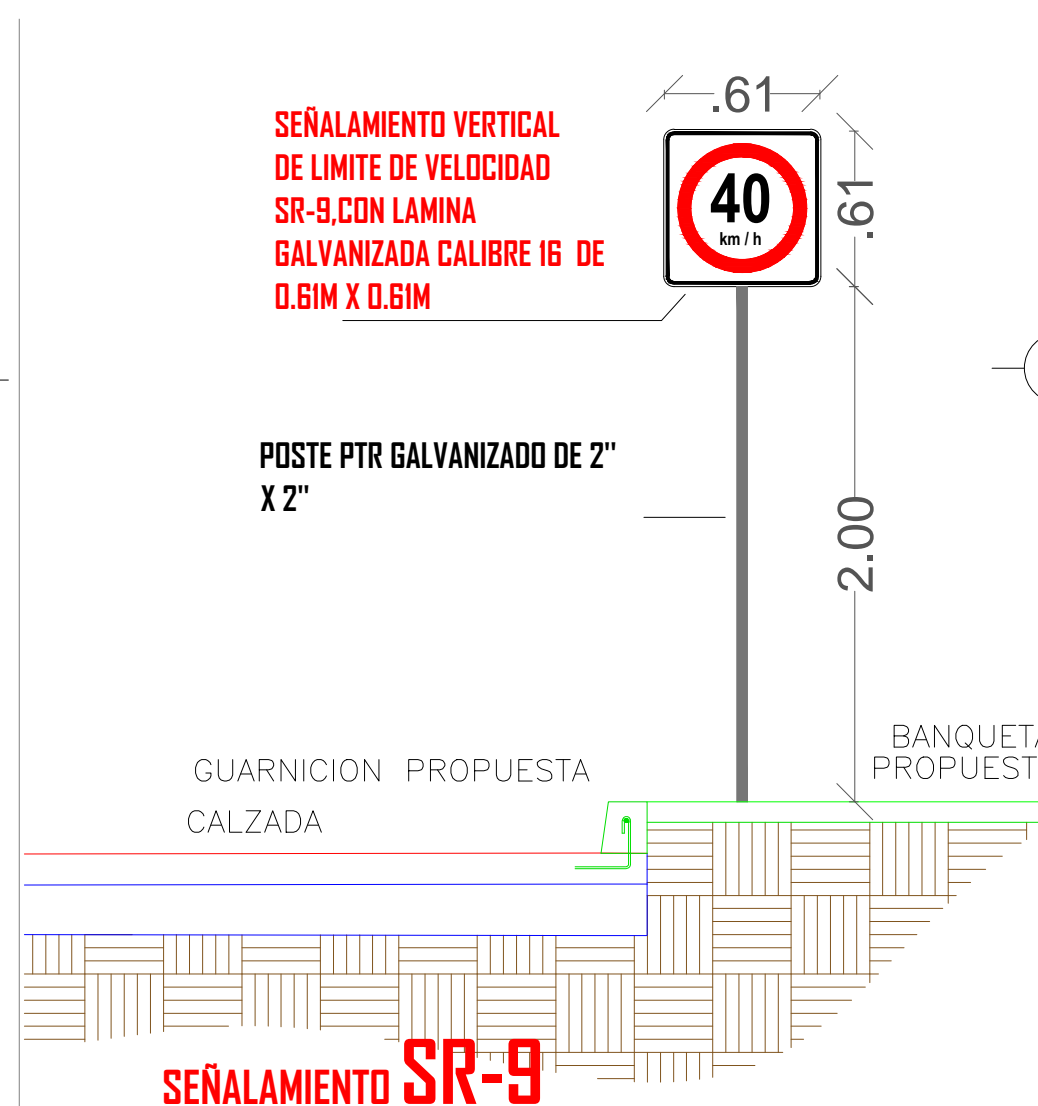 .61
SEÑALAMIENTO VERTICAL
DE LIMITE DE VELOCIDAD
SR-9,CON LAMINA
GALVANIZADA CALIBRE 16 DE
0.61M X 0.61M
40
km / h
.61
POSTE PTR GALVANIZADO DE 2"
X 2"
2.00
BANQUETA
PROPUEST
GUARNICION PROPUESTA
CALZADA
SEÑALAMIENTO SR-9